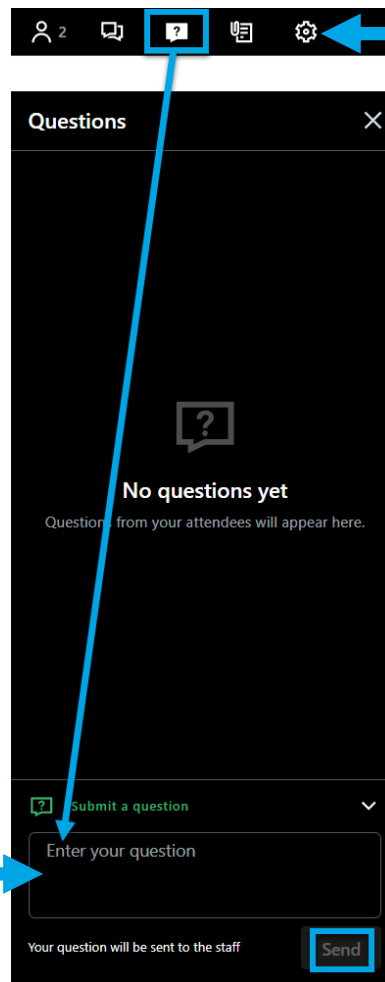 2
?
Questions
?
No questions yet
Questions from your attendees will appear here.
? Submit a question
Enter your question
Your question will be sent to the staff
Send